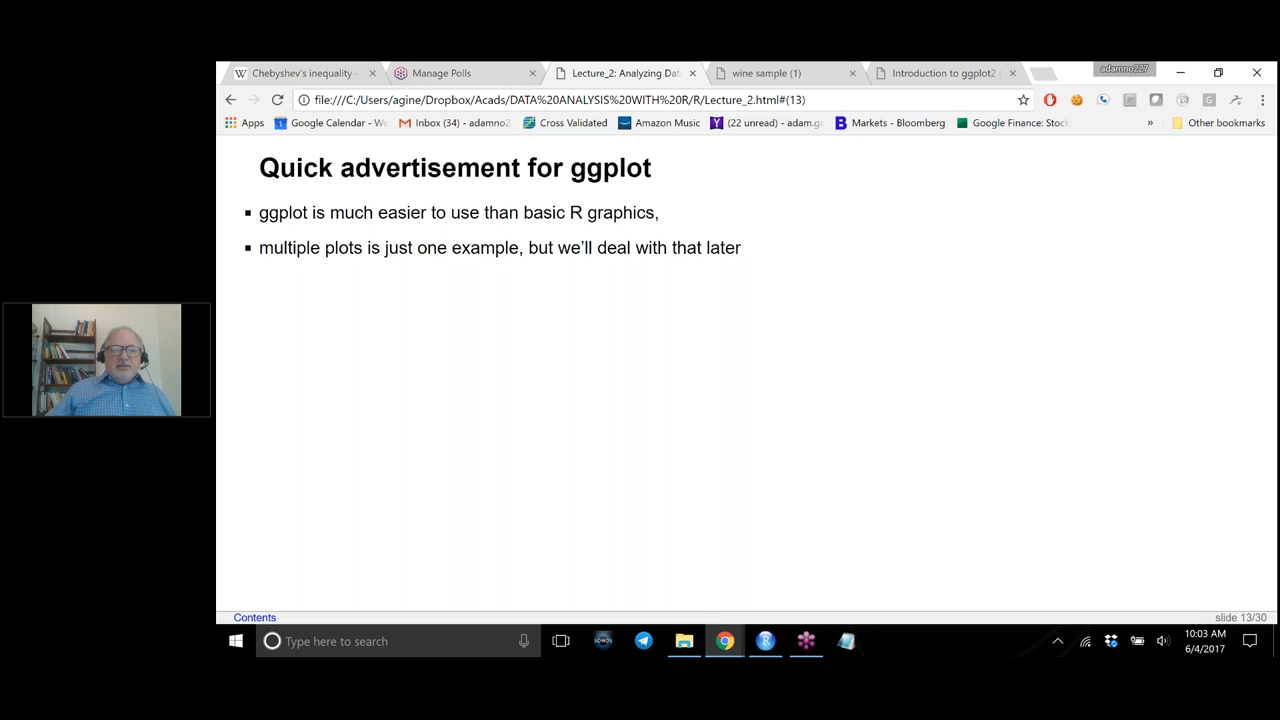 W Chebyshev's inequality - Manage Polls Lecture_2: Analyzing Dat wine sample (1) Introduction to ggplot2 adamno227
file:///C:/Users/agine/Dropbox/Acads/DATA%20ANALYSIS%20WITH%20R/R/Lecture_2.html#(13)
Apps Google Calendar - We Inbox (34) - adamno2 Cross Validated Amazon Music (22 unread) - adam.gi Markets - Bloomberg Google Finance: Stoc » Other bookmarks
Quick advertisement for ggplot
ggplot is much easier to use than basic R graphics,
multiple plots is just one example, but we’ll deal with that later
Contents slide 13/30
Type here to search SONOS R 10:03 AM
6/4/2017